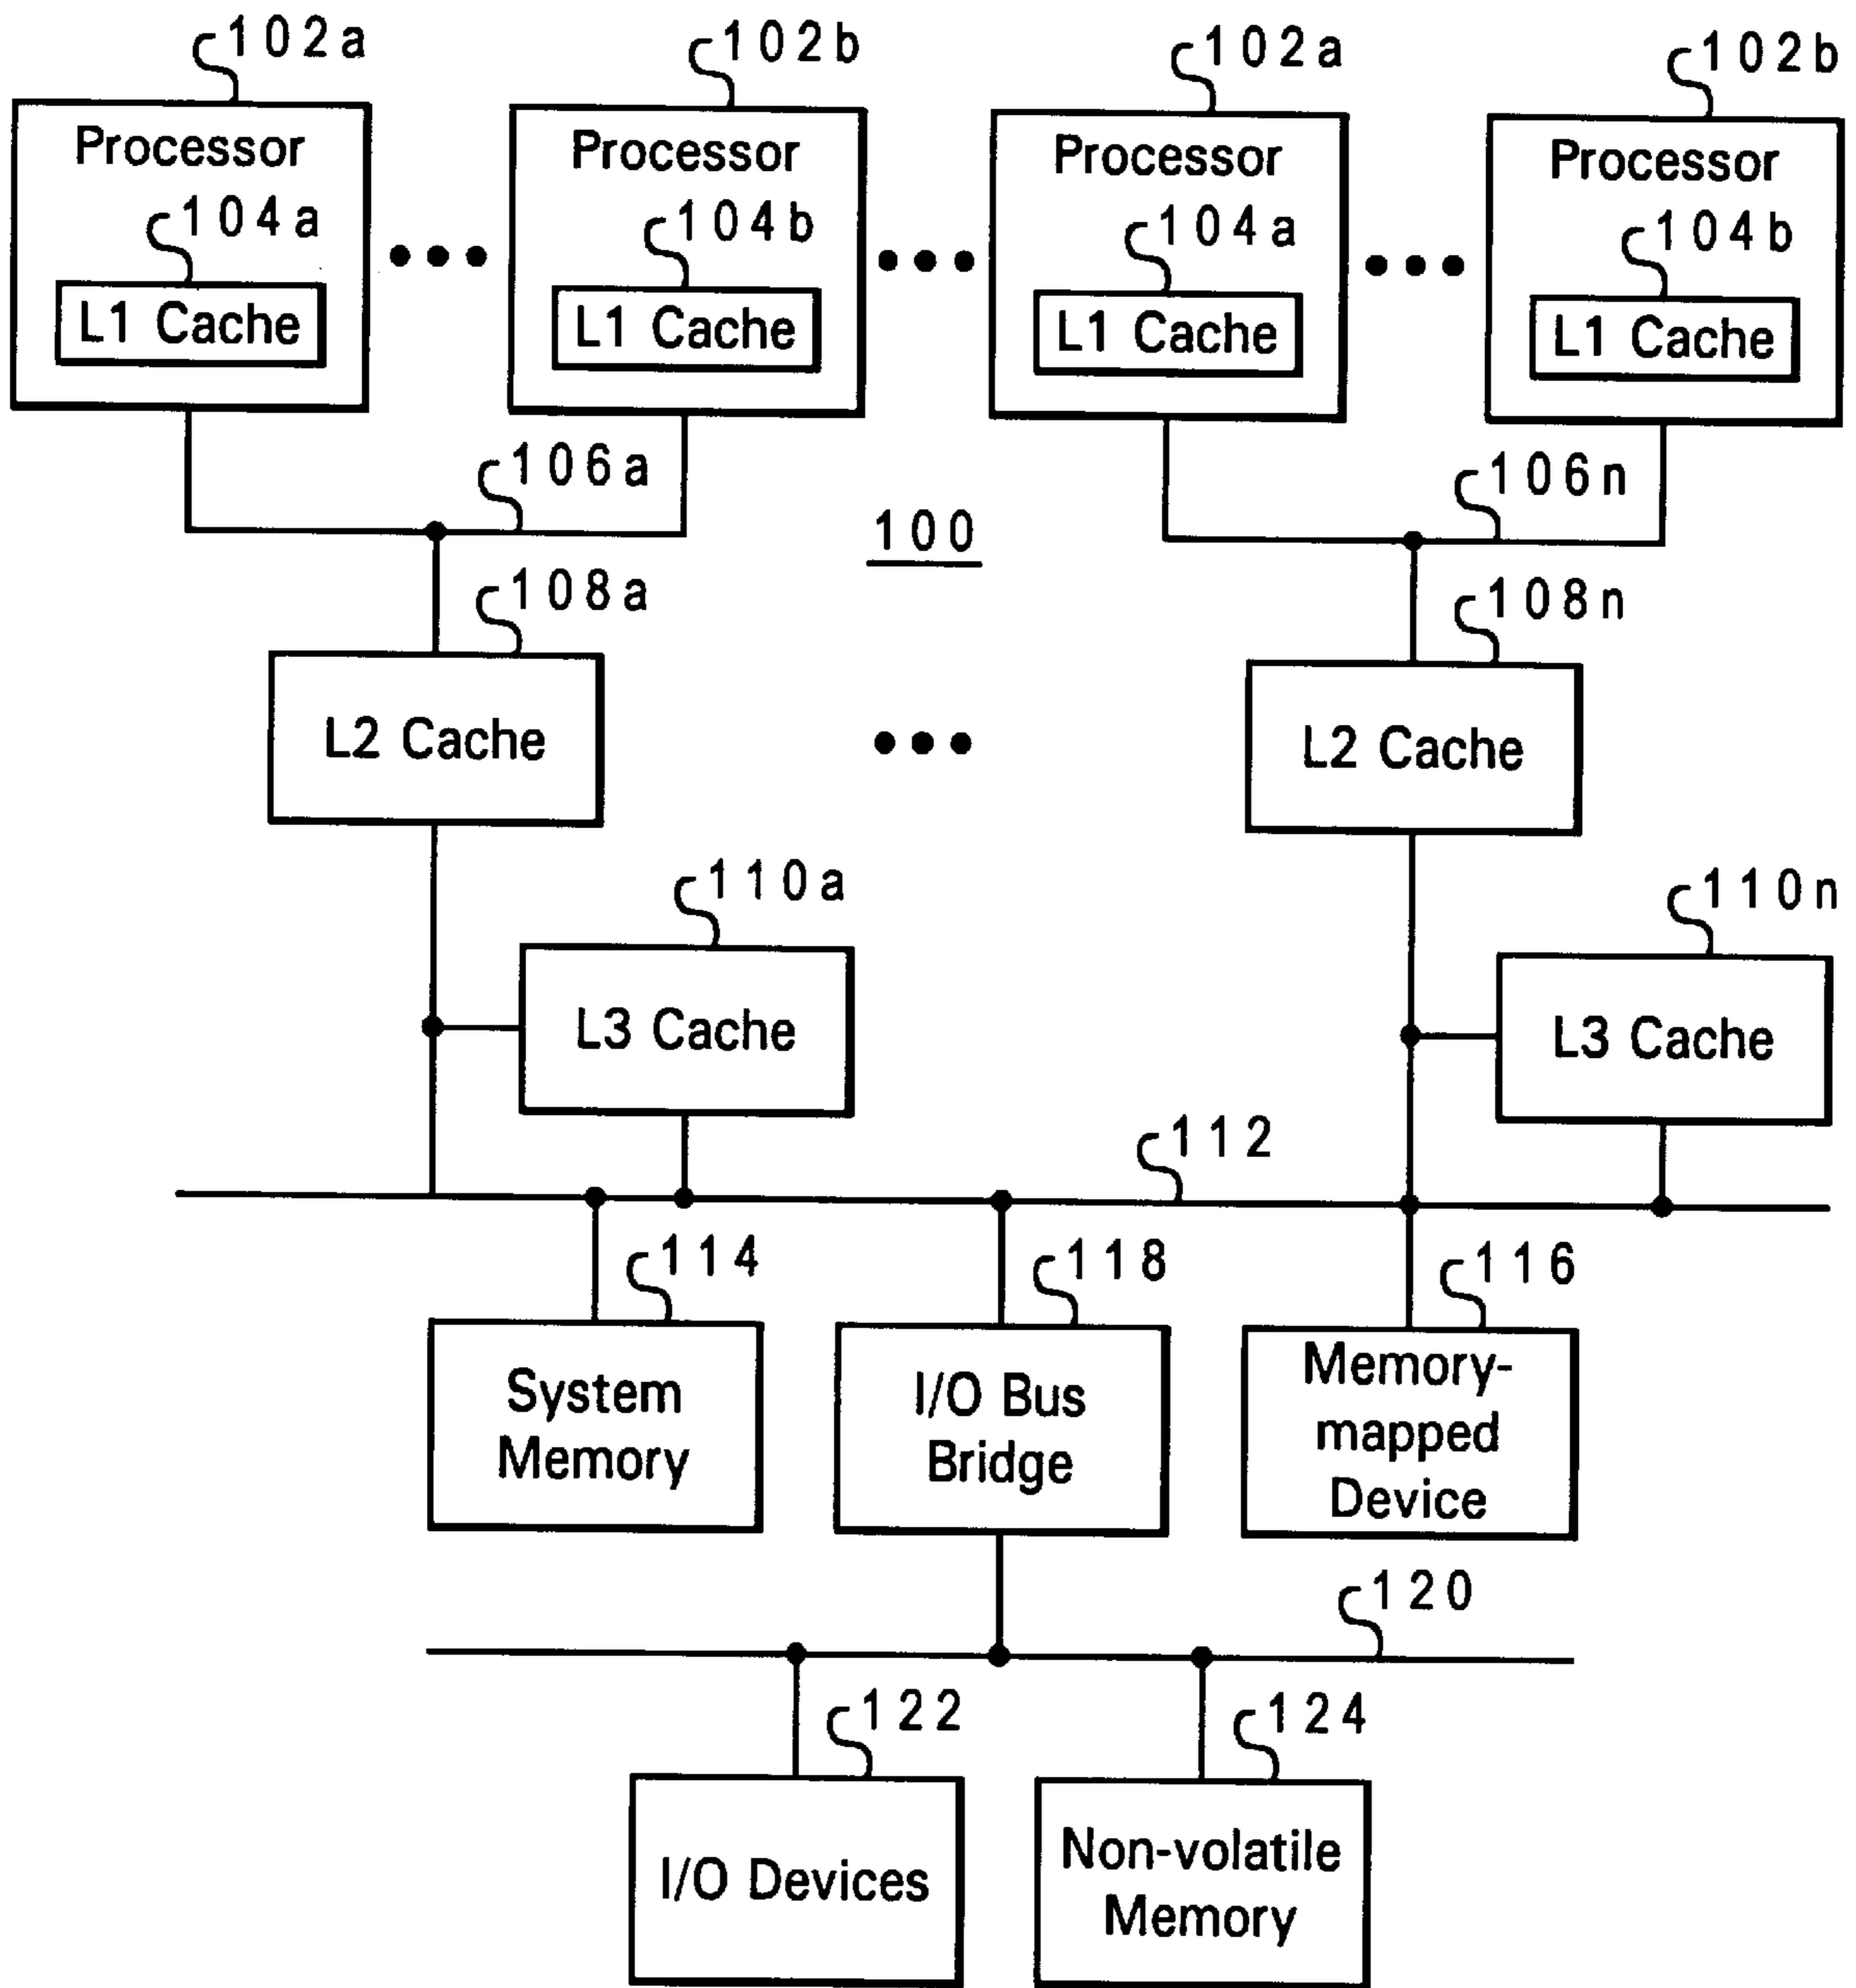 102a
102b
102a
102b
Processor
Processor
Processor
Processor
104a
104b
104a
104b
L1 Cache
L1 Cache
L1 Cache
L1 Cache
106a
106n
100
108a
108n
L2 Cache
L2 Cache
110a
110n
L3 Cache
L3 Cache
112
114
118
116
System
Memory
I/O Bus
Bridge
Memory-
mapped
Device
120
122
124
I/O Devices
Non-volatile
Memory